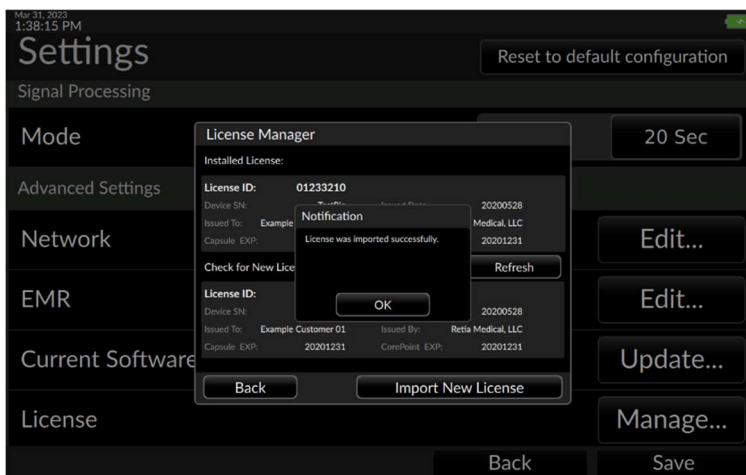 Mar 31, 2023
1:38:15 PM
Settings
Reset to default configuration
Signal Processing
Mode
20 Sec
License Manager
Installed License:
License ID: 01233210
Device SN: 20200528
Issued To: Example Medical, LLC
Capsule EXP: 20201231
Notification
License was imported successfully.
OK
Advanced Settings
Network
Edit...
Check for New Lice
Refresh
License ID:
Device SN: 20200528
Issued To: Example Customer 01 Issued By: Retia Medical, LLC
Capsule EXP: 20201231 CorePoint EXP: 20201231
EMR
Edit...
Current Software
Update...
Back
Import New License
License
Manage...
Back
Save